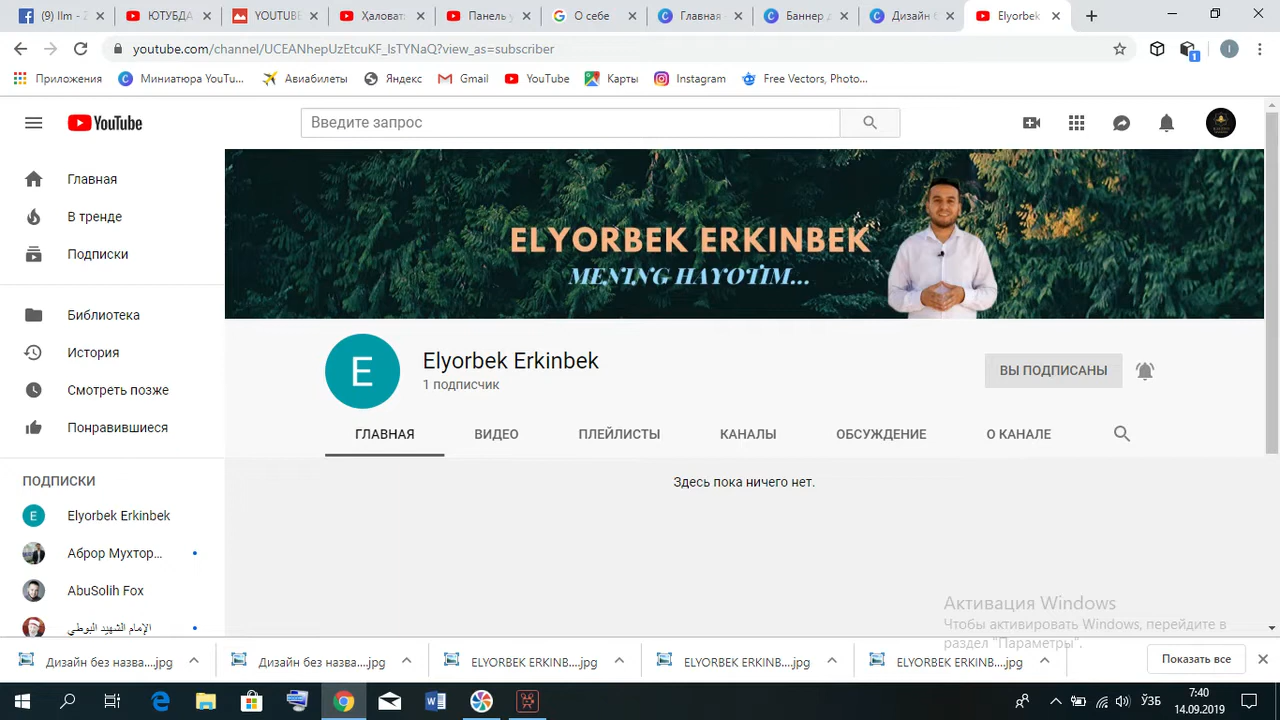 (9) Ilm - Z
ЮТУБДА
YOUTUBE
Ҳаловат
Панель у
О себе
Главная
Баннер д
Дизайн б
Elyorbek
youtube.com/channel/UCEANhepUzEtcuKF_IsTYNaQ?view_as=subscriber
Приложения
Миниатюра YouTu...
Авиабилеты
Яндекс
Gmail
YouTube
Карты
Instagram
Free Vectors, Photo...
YouTube
Введите запрос
Главная
В тренде
Подписки
Библиотека
История
Смотреть позже
Понравившиеся
ПОДПИСКИ
Elyorbek Erkinbek
Аброр Мухтор...
AbuSolih Fox
الإمام الشهيد البوطي
ELYORBEK ERKINBEK
MENING HAYOTIM...
E
Elyorbek Erkinbek
1 подписчик
ВЫ ПОДПИСАНЫ
ГЛАВНАЯ
ВИДЕО
ПЛЕЙЛИСТЫ
КАНАЛЫ
ОБСУЖДЕНИЕ
О КАНАЛЕ
Здесь пока ничего нет.
Активация Windows
Чтобы активировать Windows, перейдите в
раздел "Параметры".
Дизайн без назва....jpg
Дизайн без назва....jpg
ELYORBEK ERKINB....jpg
ELYORBEK ERKINB....jpg
ELYORBEK ERKINB....jpg
Показать все
ЎЗБ
7:40
14.09.2019